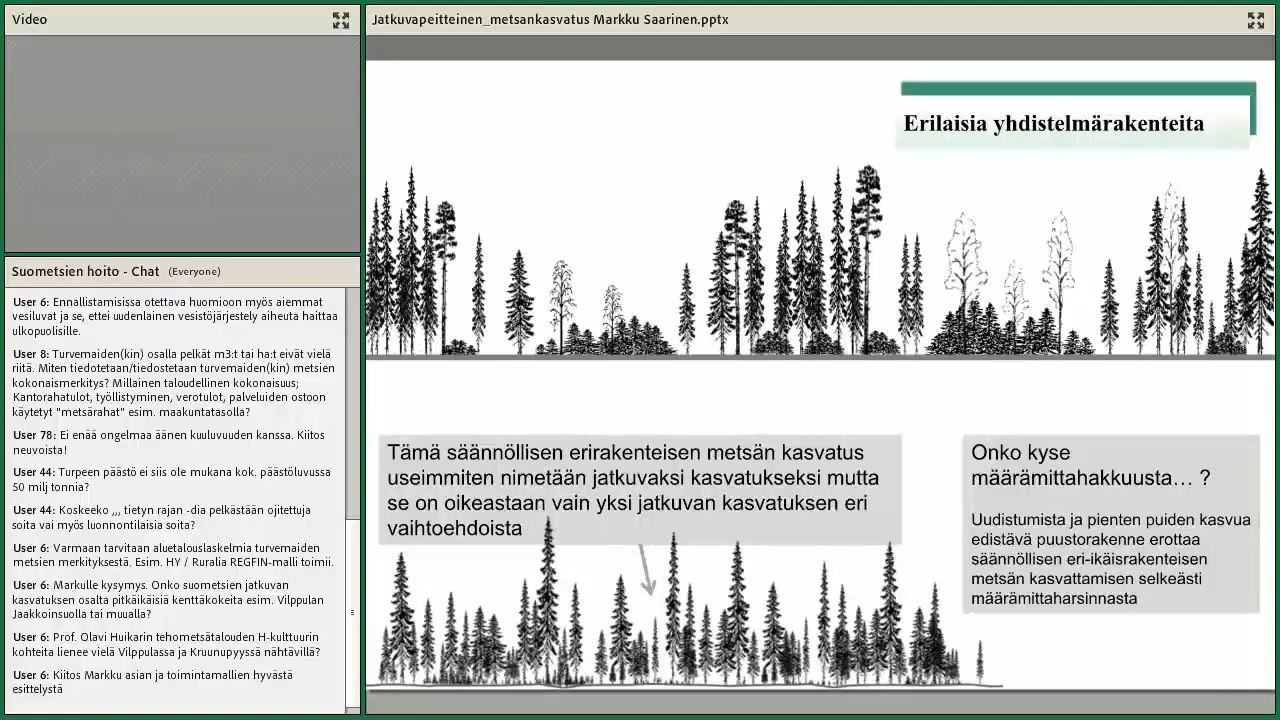 Video
Suometsien hoito - Chat (Everyone)
User 6: Ennallistamisissa otettava huomioon myös aiemmat
vesiluvat ja se, ettei uudenlainen vesistöjärjestely aiheuta haittaa
ulkopuolisille.
User 8: Turvemaiden(kin) osalla pelkät m3:t tai ha:t eivät vielä
riitä. Miten tiedotetaan/tiedostetaan turvemaiden(kin) metsien
kokonaismerkitys? Millainen taloudellinen kokonaisuus;
Kantorahatulot, työllistyminen, verotulot, palveluiden ostoon
käytetyt "metsärahat" esim. maakuntatasolla?
User 78: Ei enää ongelmaa äänen kuuluvuuden kanssa. Kiitos
neuvoista!
User 44: Turpeen päästö ei siis ole mukana kok. päästöluvussa
50 milj tonnia?
User 44: Koskeeko ,,, tietyn rajan -dia pelkästään ojitettuja
soita vai myös luonnontilaisia soita?
User 6: Varmaan tarvitaan aluetalouslaskelmia turvemaiden
metsien merkityksestä. Esim. HY / Ruralia REGFIN-malli toimii.
User 6: Markulle kysymys. Onko suometsien jatkuvan
kasvatuksen osalta pitkäikäisiä kenttäkokeita esim. Vilppulan
Jaakkoinsuolla tai muualla?
User 6: Prof. Olavi Huikarin tehometsätalouden H-kulttuurin
kohteita lienee vielä Vilppulassa ja Kruunupyyssä nähtävillä?
User 6: Kiitos Markku asian ja toimintamallien hyvästä
esittelystä
Jatkuvapeitteinen_metsankasvatus Markku Saarinen.pptx
Erilaisia yhdistelmärakenteita
Tämä säännöllisen erirakenteisen metsän kasvatus
useimmiten nimetään jatkuvaksi kasvatukseksi mutta
se on oikeastaan vain yksi jatkuvan kasvatuksen eri
vaihtoehdoista
Onko kyse
määrämittahakkuusta… ?
Uudistumista ja pienten puiden kasvua
edistävä puustorakenne erottaa
säännöllisen eri-ikäisrakenteisen
metsän kasvattamisen selkeästi
määrämittaharsinnasta